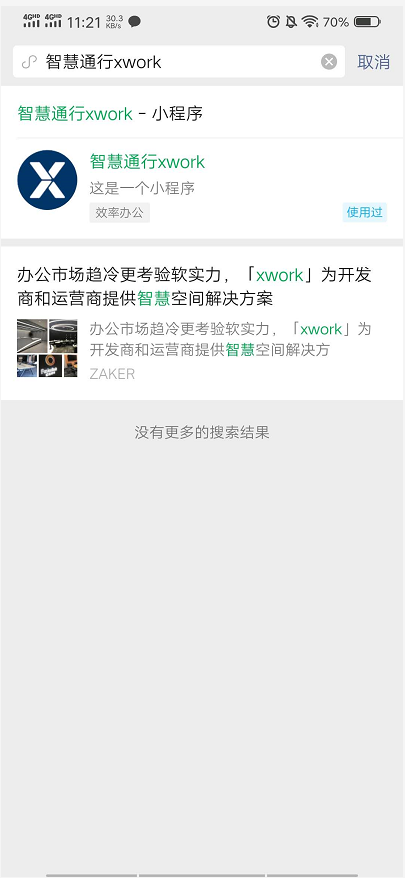 4GHD 4GHD 11:21 30.3 KB/s 70%
智慧通行xwork 取消
智慧通行xwork - 小程序
智慧通行xwork
这是一个小程序
效率办公 使用过
办公市场趋冷更考验软实力，「xwork」为开发
商和运营商提供智慧空间解决方案
办公市场趋冷更考验软实力，「xwork」为
开发商和运营商提供智慧空间解决方
ZAKER
没有更多的搜索结果